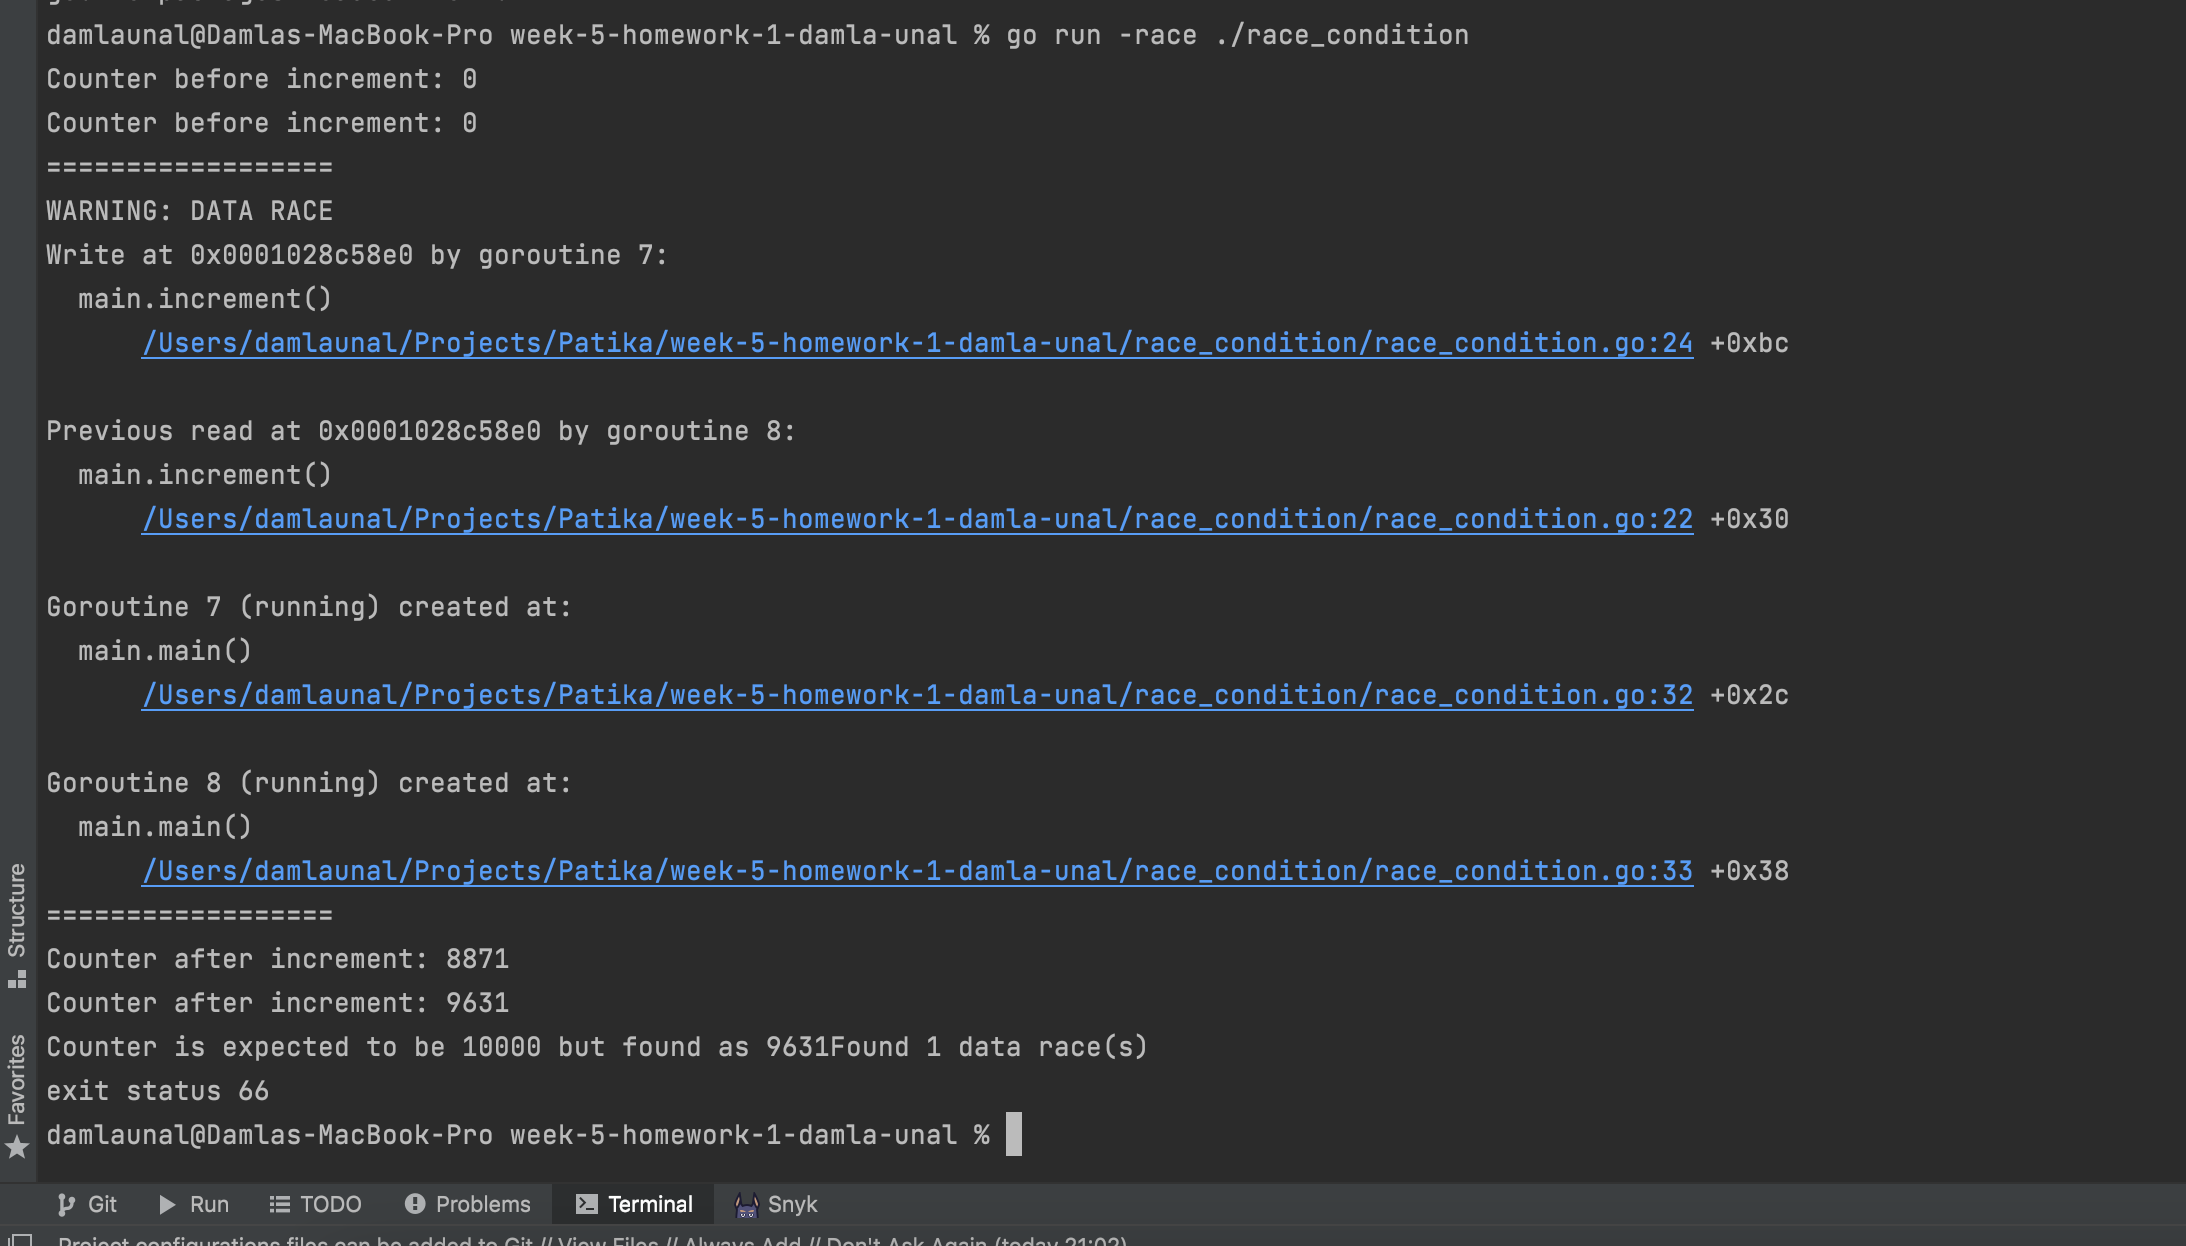 damlaunal@Damlas-MacBook-Pro week-5-homework-1-damla-unal % go run -race ./race_condition
Counter before increment: 0
Counter before increment: 0
==================
WARNING: DATA RACE
Write at 0x0001028c58e0 by goroutine 7:
main.increment()
/Users/damlaunal/Projects/Patika/week-5-homework-1-damla-unal/race_condition/race_condition.go:24 +0xbc
Previous read at 0x0001028c58e0 by goroutine 8:
main.increment()
/Users/damlaunal/Projects/Patika/week-5-homework-1-damla-unal/race_condition/race_condition.go:22 +0x30
Goroutine 7 (running) created at:
main.main()
/Users/damlaunal/Projects/Patika/week-5-homework-1-damla-unal/race_condition/race_condition.go:32 +0x2c
Goroutine 8 (running) created at:
main.main()
/Users/damlaunal/Projects/Patika/week-5-homework-1-damla-unal/race_condition/race_condition.go:33 +0x38
==================
Counter after increment: 8871
Counter after increment: 9631
Counter is expected to be 10000 but found as 9631Found 1 data race(s)
exit status 66
damlaunal@Damlas-MacBook-Pro week-5-homework-1-damla-unal %
Structure
Favorites
Git Run TODO Problems Terminal Snyk
Project configurations files can be added to Git // View Files // Always Add // Don't Ask Again (today 21:02)